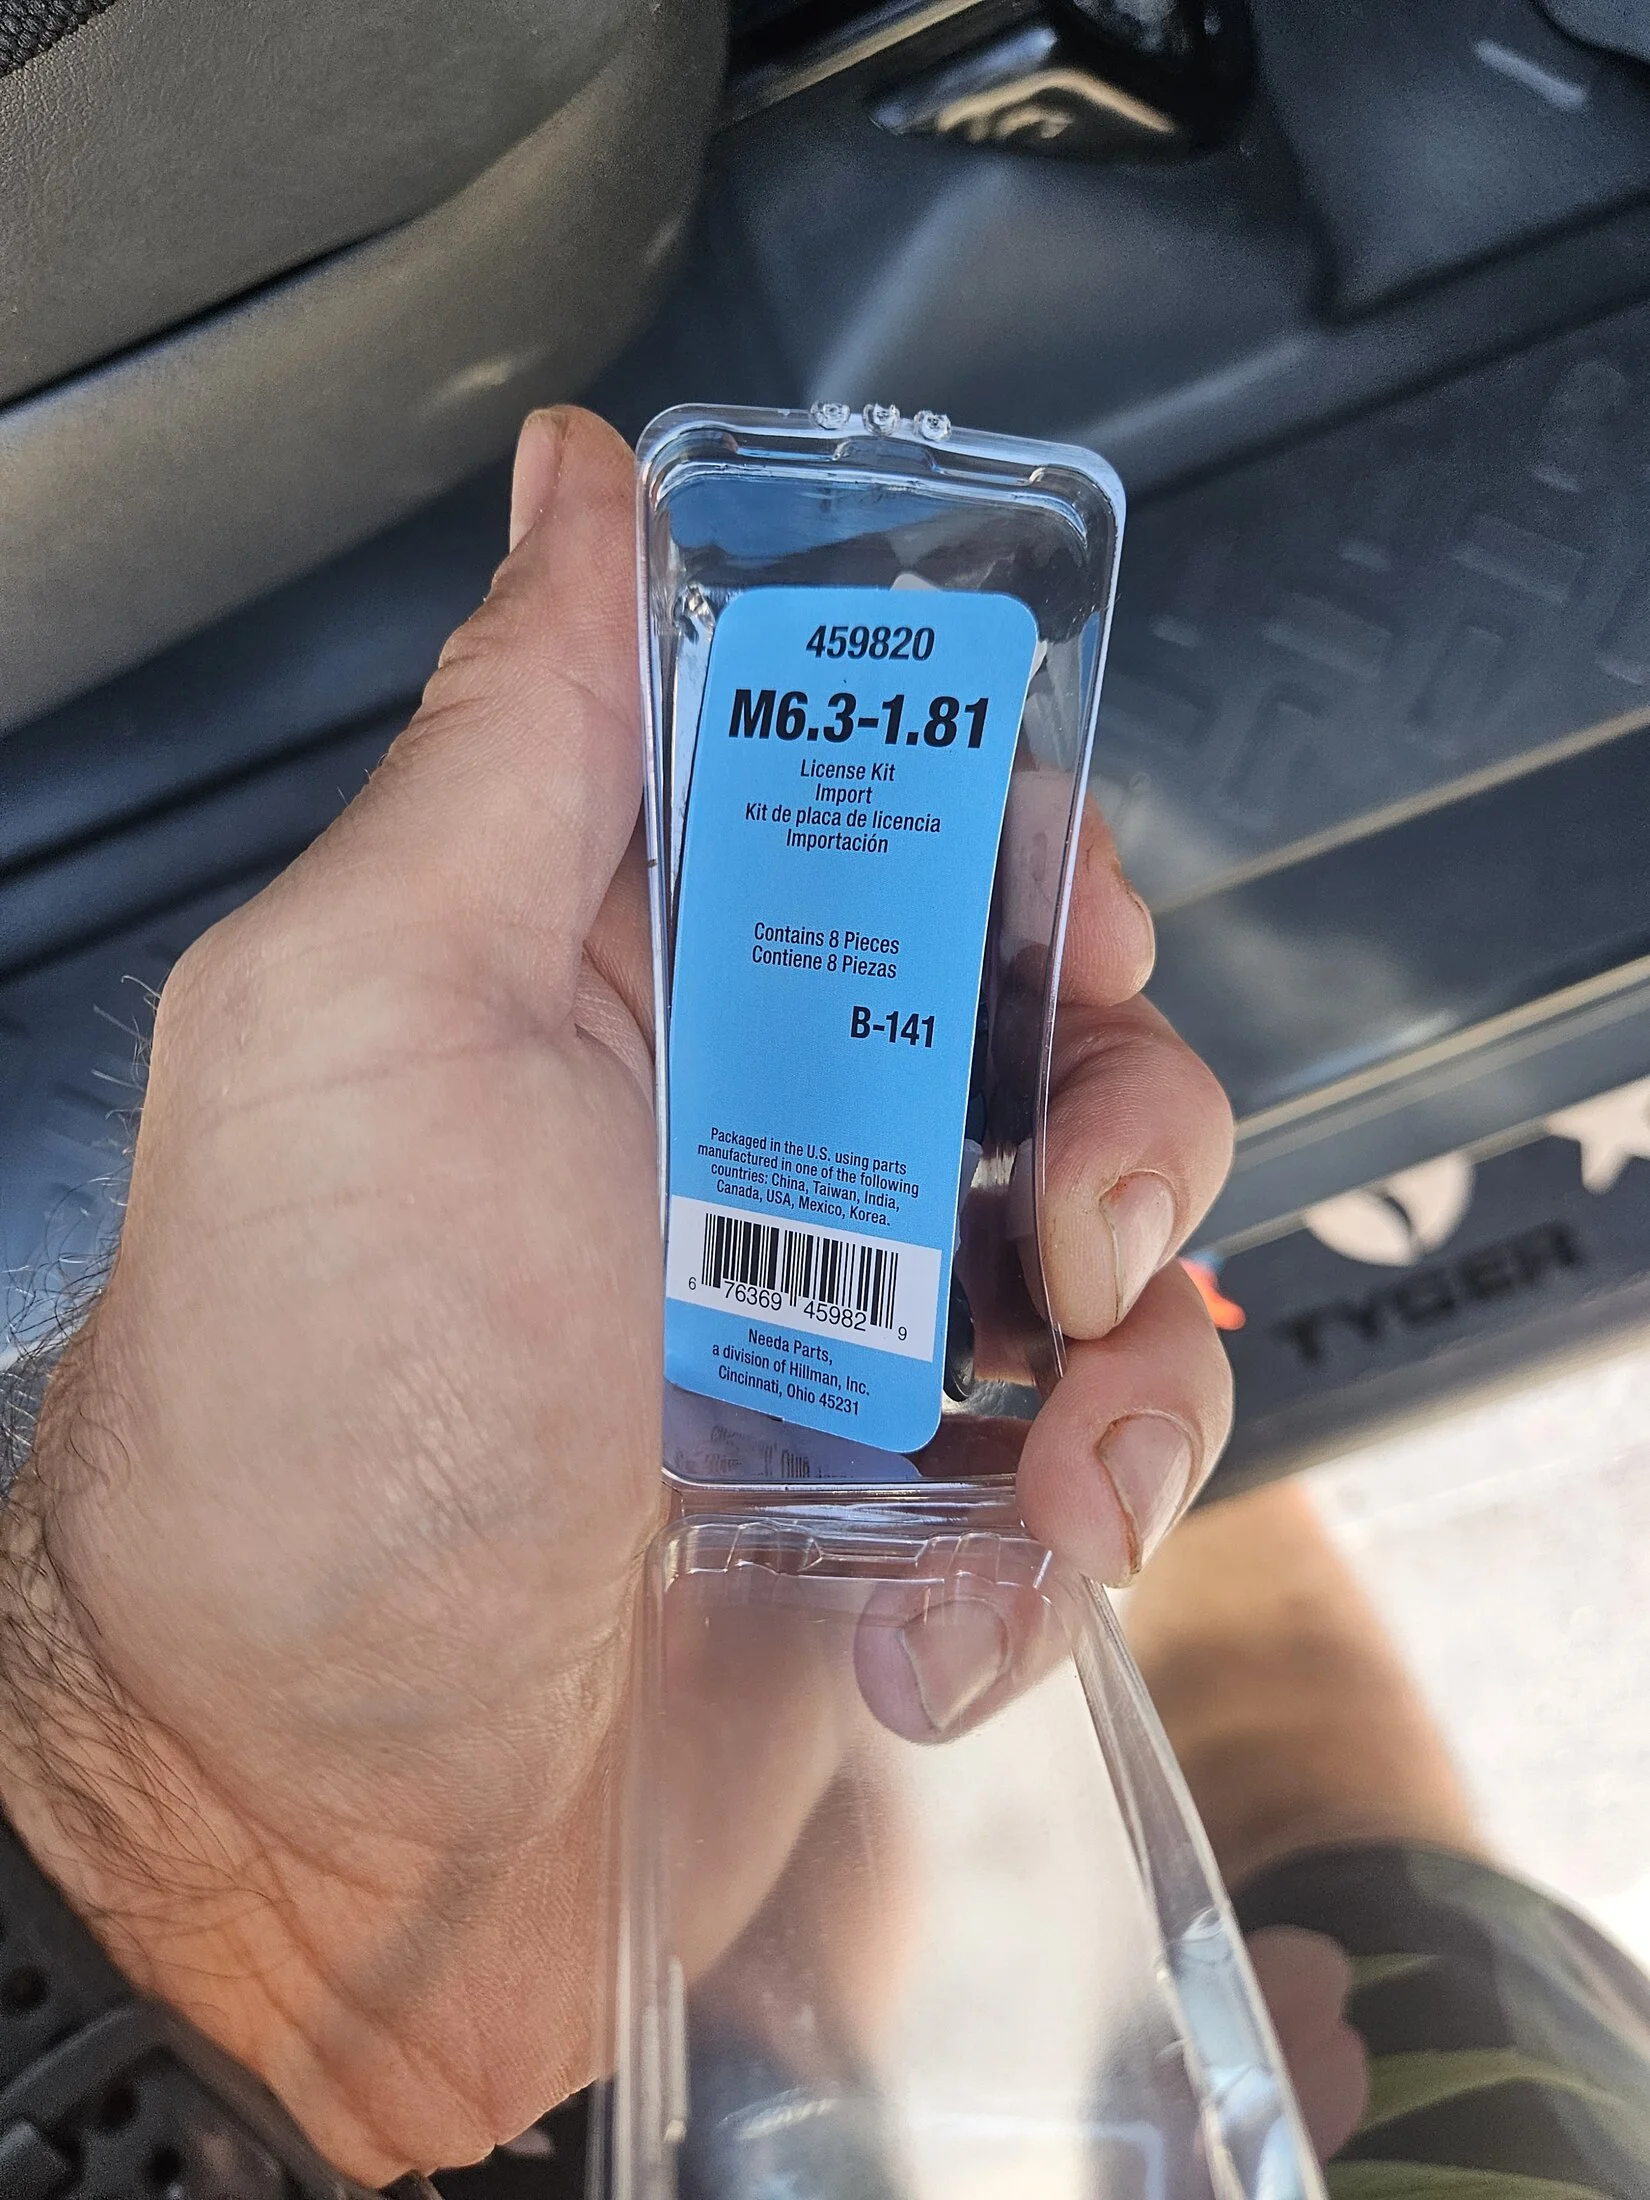 459820
M6.3-1.81
License Kit
Import
Kit de placa de licencia
Importación
Contains 8 Pieces
Contiene 8 Piezas
B-141
Packaged in the U.S. using parts
manufactured in one of the following
countries: China, Taiwan, India,
Canada, USA, Mexico, Korea.
6 76369 45982 9
Needa Parts,
a division of Hillman, Inc.
Cincinnati, Ohio 45231
TYGER